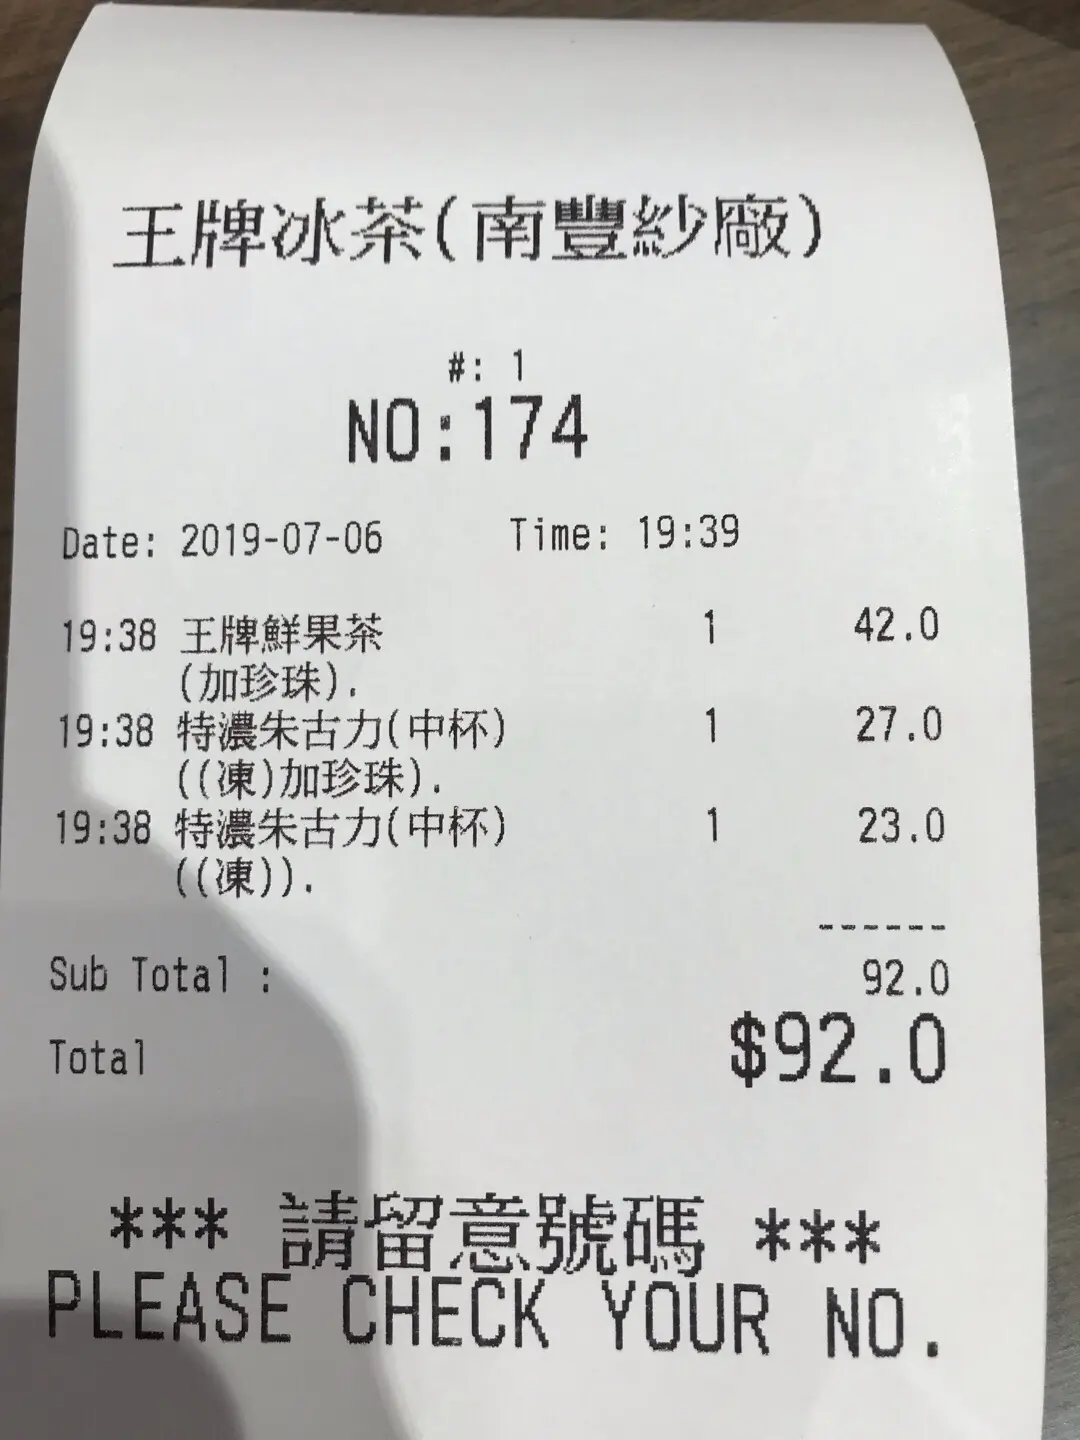 王牌冰茶(南豐紗廠)
#: 1
NO:174
Date: 2019-07-06 Time: 19:39
19:38 王牌鮮果茶 1 42.0
(加珍珠).
19:38 特濃朱古力(中杯) 1 27.0
((凍)加珍珠).
19:38 特濃朱古力(中杯) 1 23.0
((凍)).
------
Sub Total : 92.0
Total $92.0
*** 請留意號碼 ***
PLEASE CHECK YOUR NO.